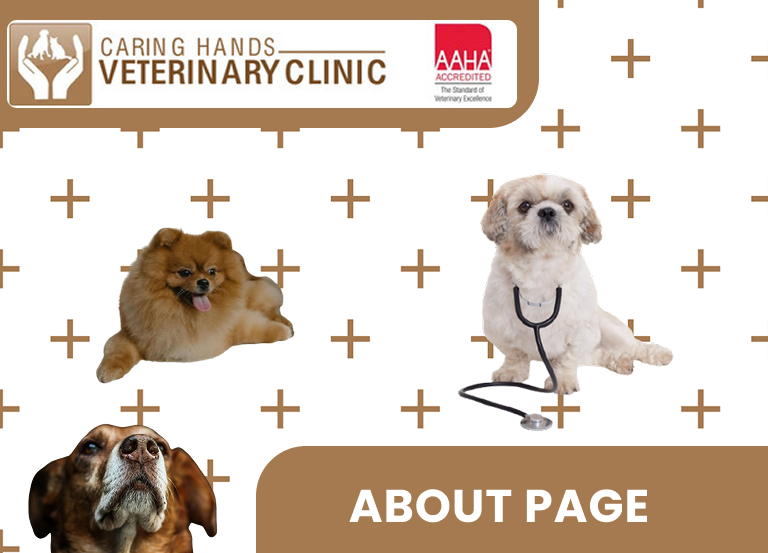 CARING HANDS
VETERINARY CLINIC
AAHA
ACCREDITED
The Standard of
Veterinary Excellence
ABOUT PAGE